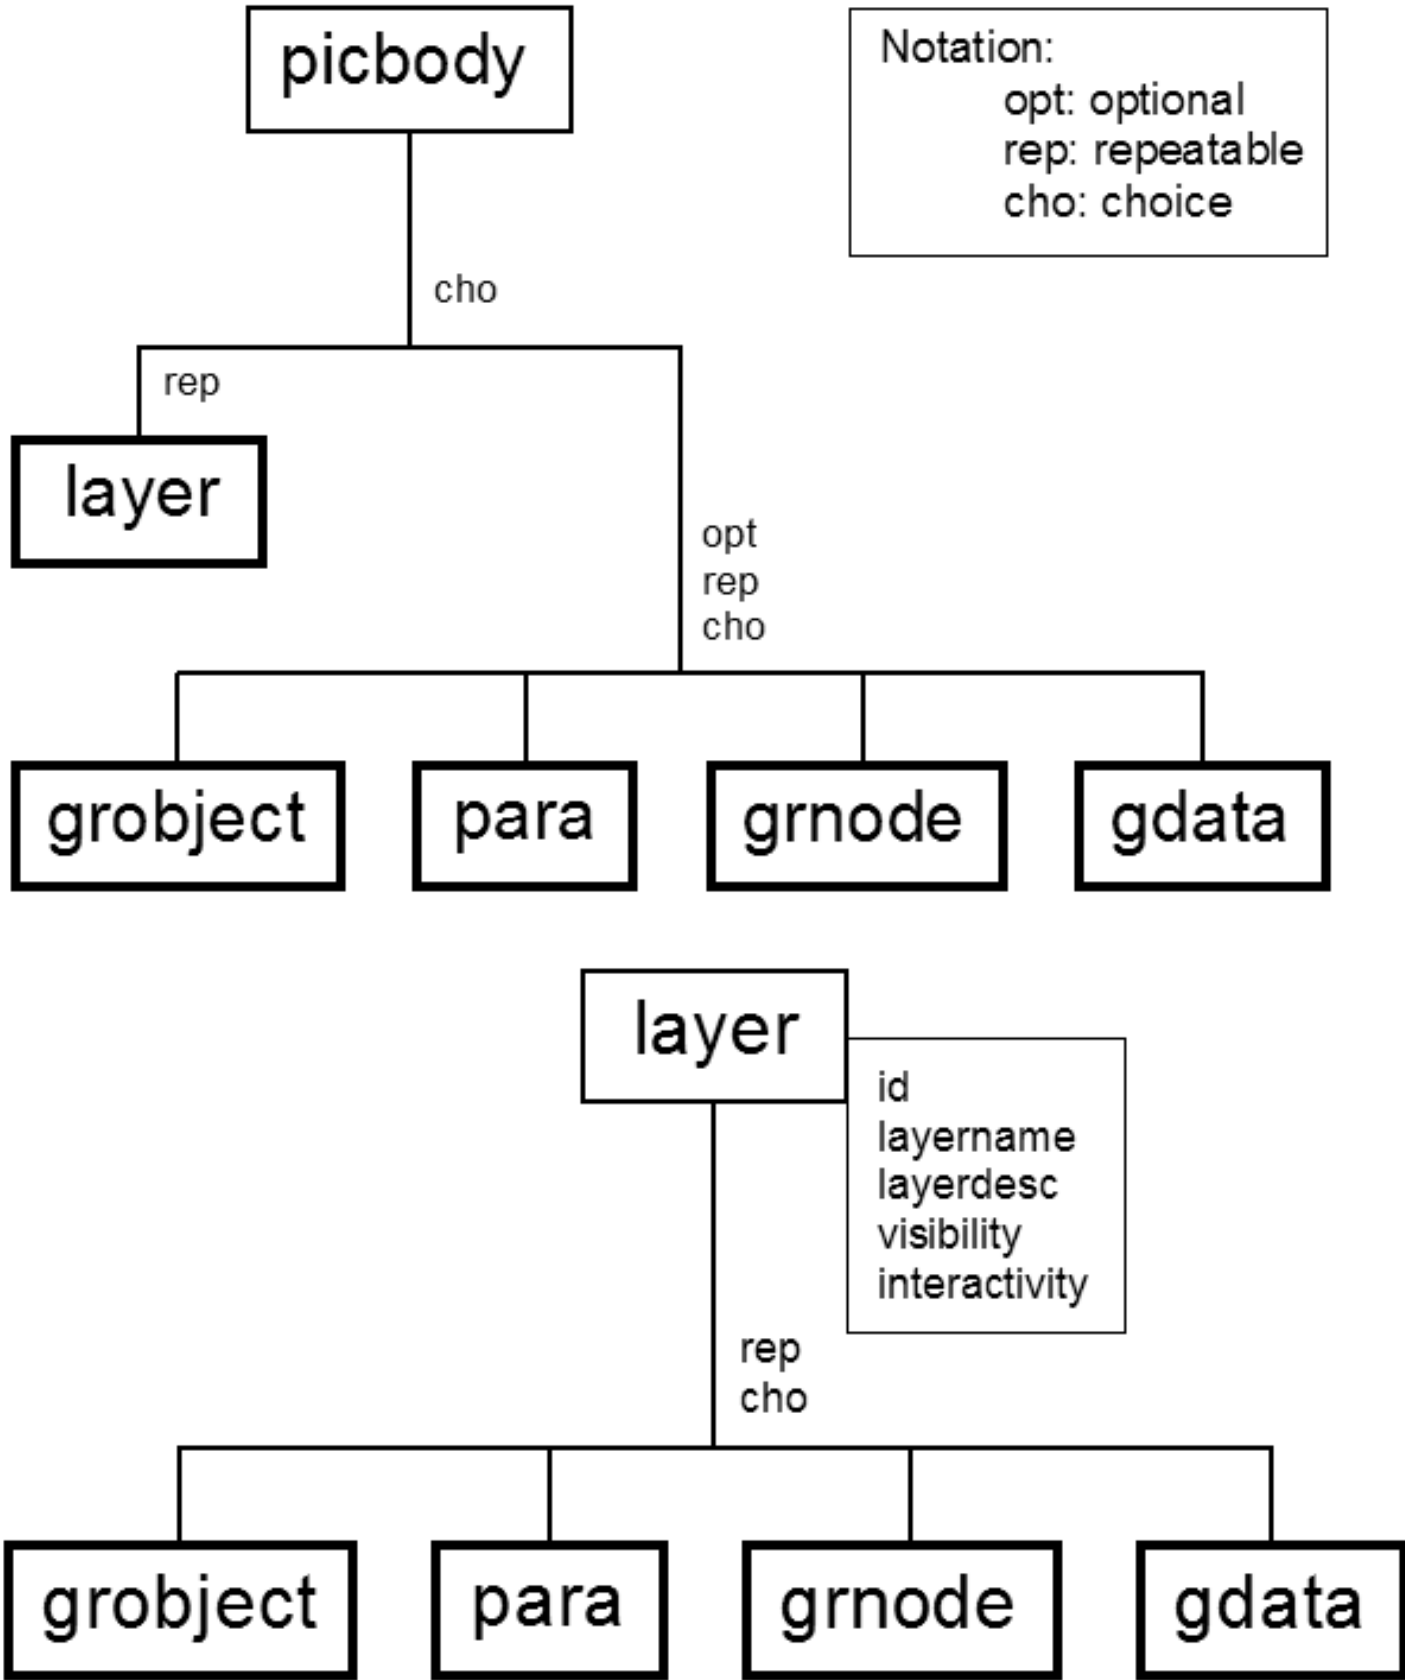 picbody
Notation:
opt: optional
rep: repeatable
cho: choice
cho
rep
layer
opt
rep
cho
grobject
para
grnode
gdata
layer
id
layername
layerdesc
visibility
interactivity
rep
cho
grobject
para
grnode
gdata